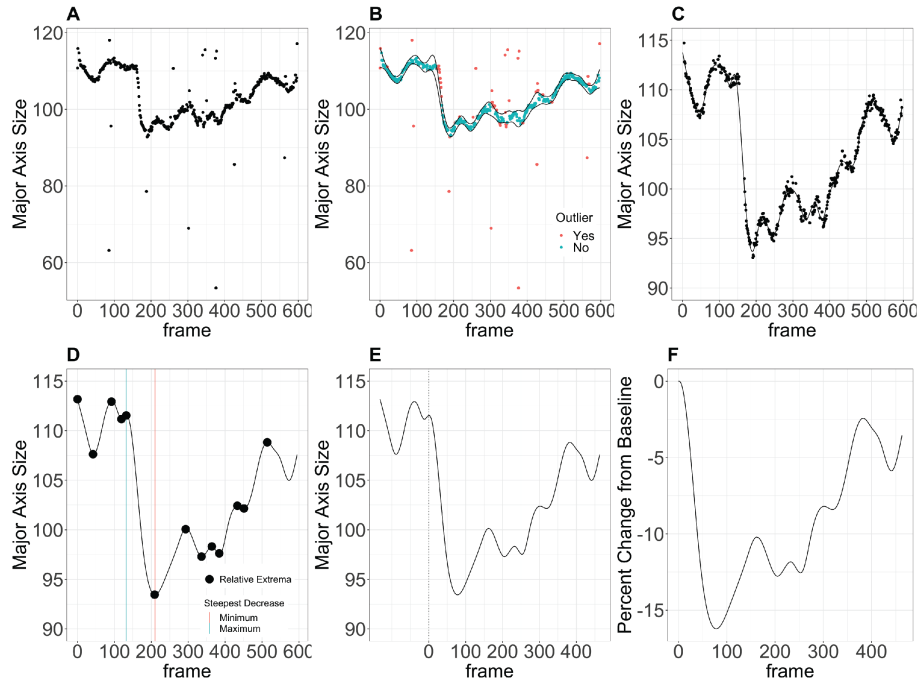 A
B
C
Major Axis Size
120
100
80
60
0 100 200 300 400 500 600
frame
Major Axis Size
120
100
80
60
Outlier
Yes
No
0 100 200 300 400 500 600
frame
Major Axis Size
115
110
105
100
95
90
0 100 200 300 400 500 600
frame
D
E
F
Major Axis Size
115
110
105
100
95
90
Relative Extrema
Steepest Decrease
Minimum
Maximum
0 100 200 300 400 500 600
frame
Major Axis Size
115
110
105
100
95
90
0 100 200 300 400
frame
Percent Change from Baseline
-0
-5
-10
-15
0 100 200 300 400
frame